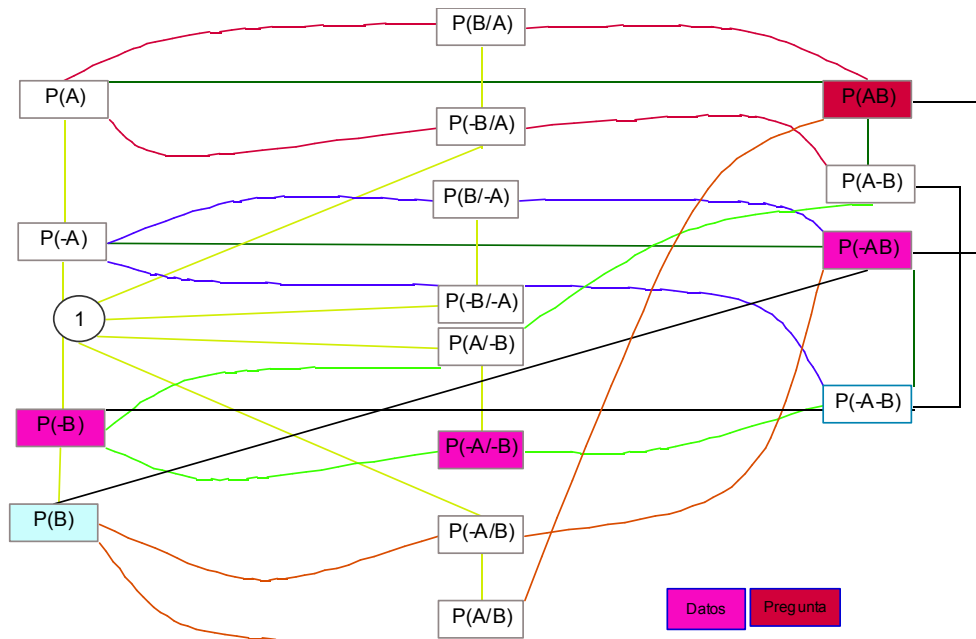 P(B/A)
P(A)
P(AB)
P(-B/A)
P(A-B)
P(B/-A)
P(-A)
P(-AB)
P(-B/-A)
1
P(A/-B)
P(-A-B)
P(-B)
P(-A/-B)
P(B)
P(-A/B)
P(A/B)
Datos
Pregunta